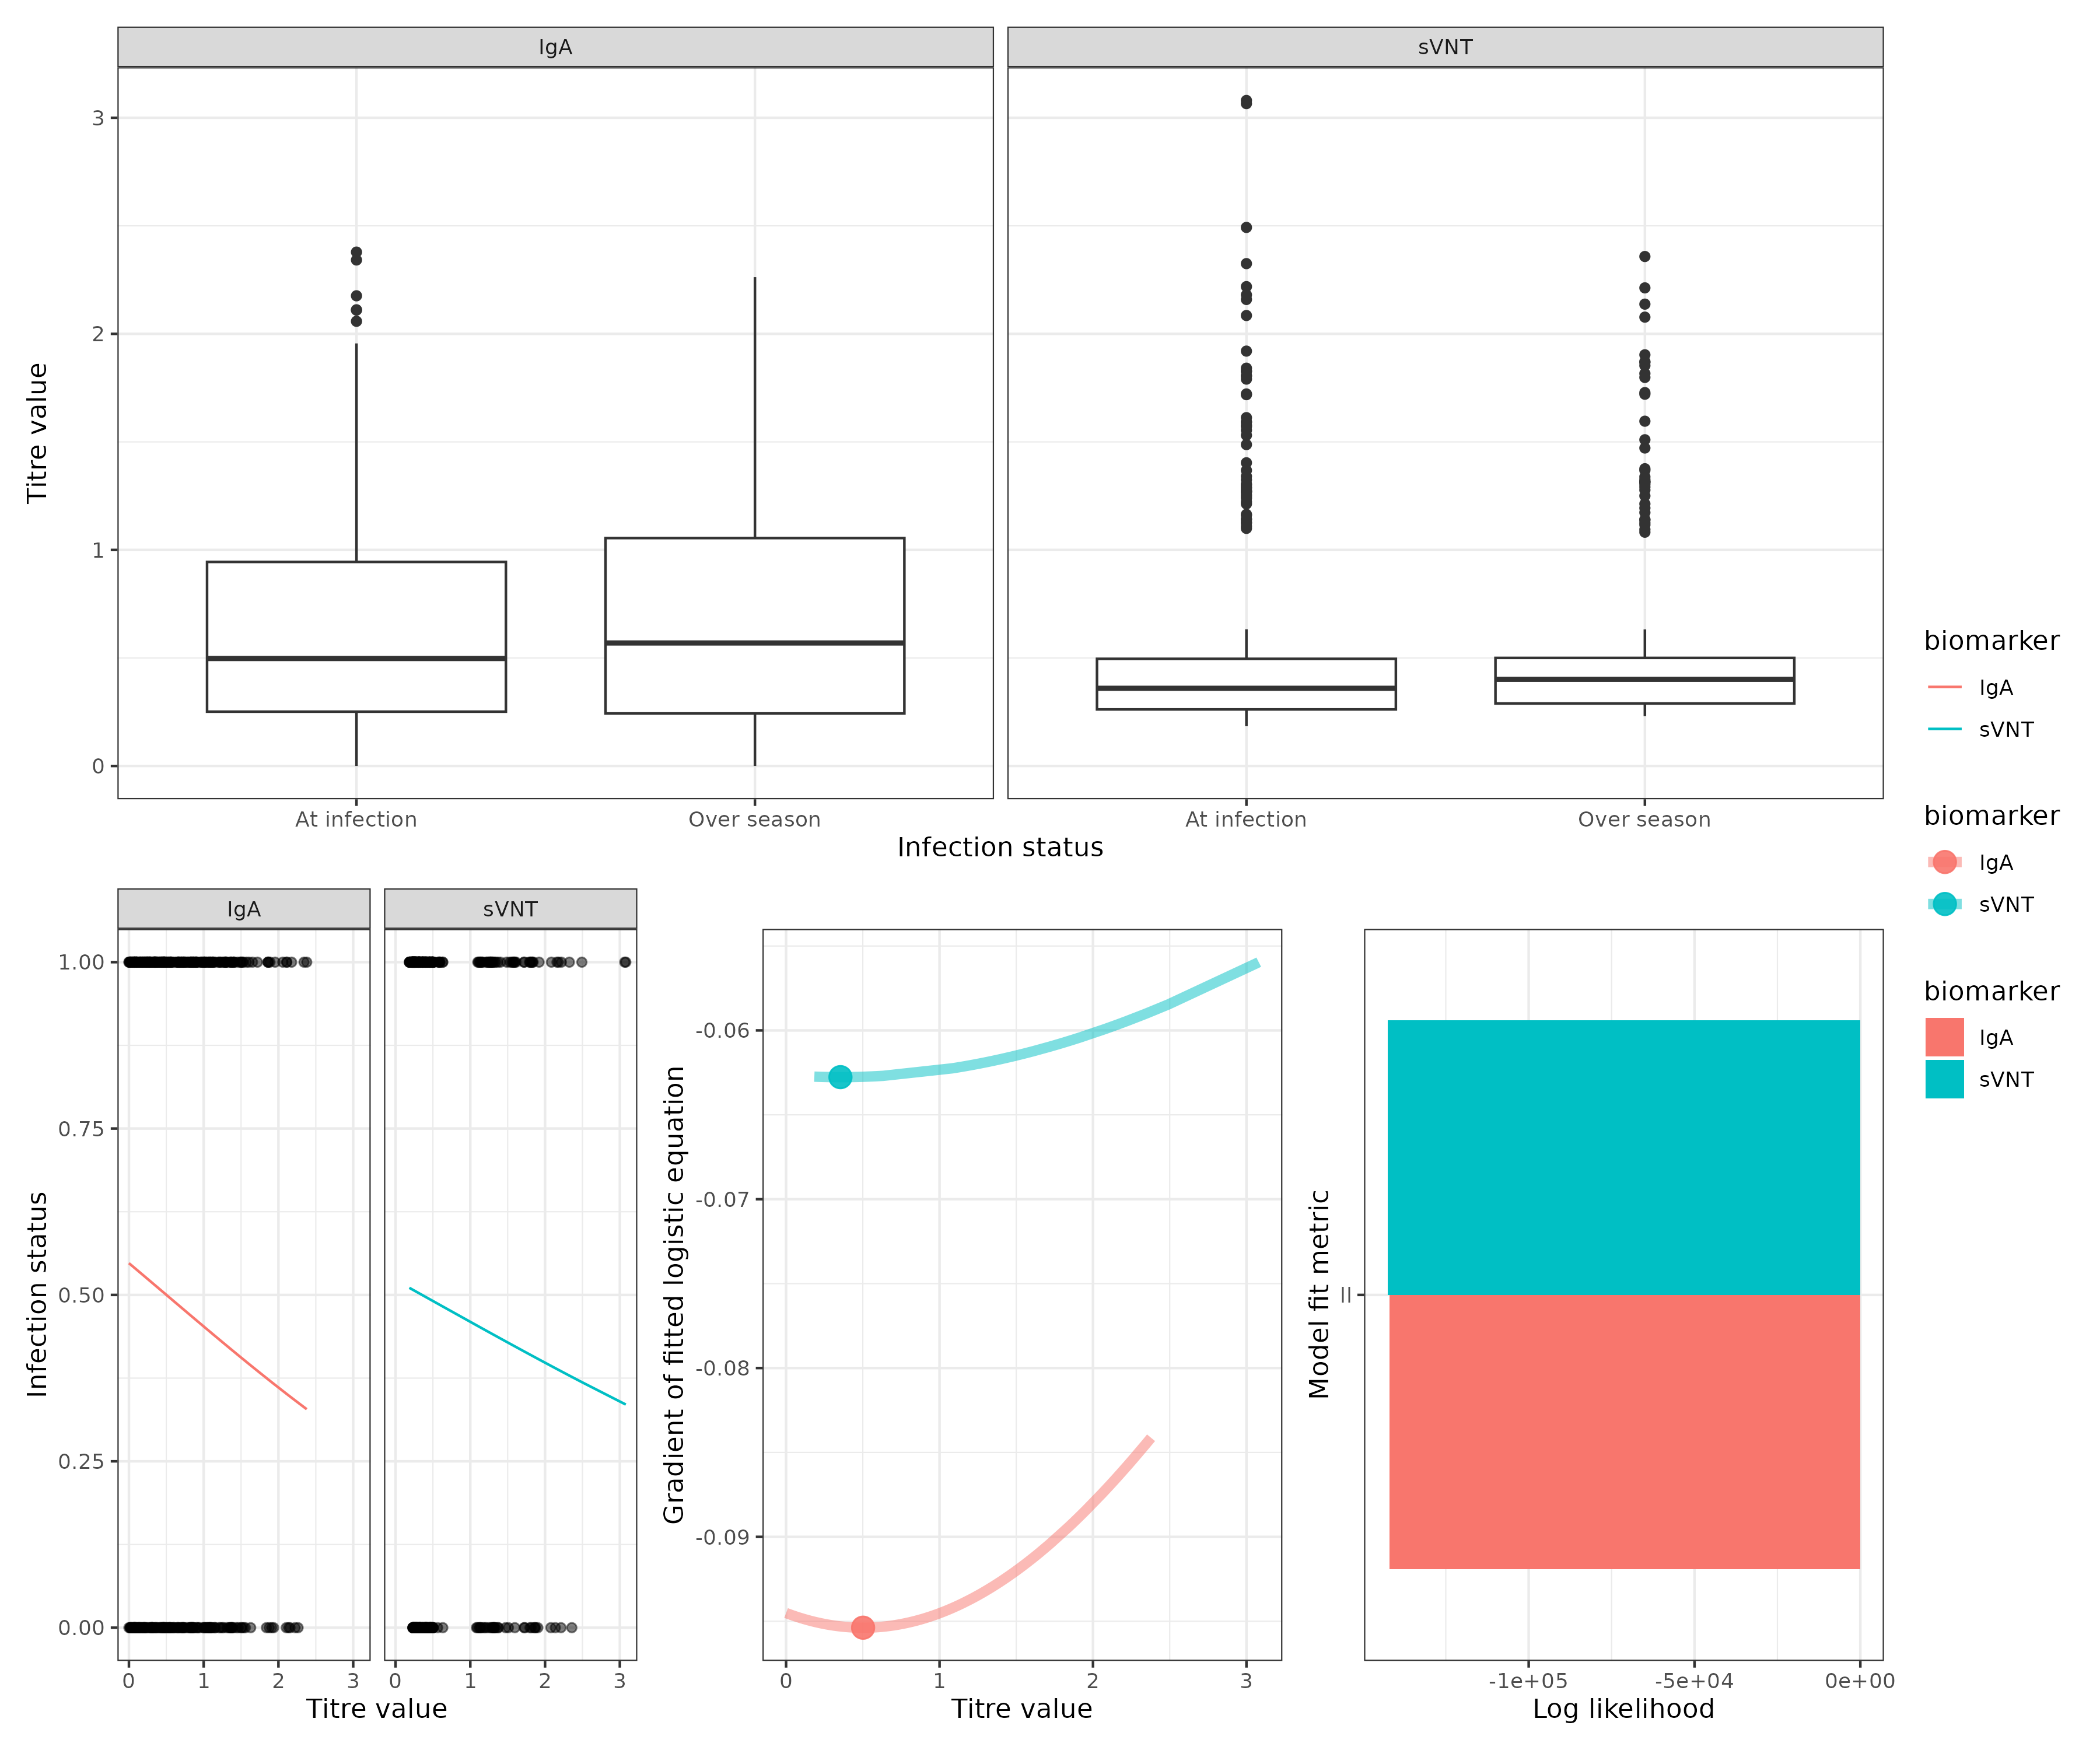 IgA
sVNT
3
2
1
0
Titre value
At infection
Over season
At infection
Over season
Infection status
biomarker
IgA
sVNT
biomarker
IgA
sVNT
biomarker
IgA
sVNT
IgA
sVNT
1.00
0.75
0.50
0.25
0.00
Infection status
0
1
2
3
0
1
2
3
Titre value
-0.06
-0.07
-0.08
-0.09
Gradient of fitted logistic equation
0
1
2
3
Titre value
ll
Model fit metric
-1e+05
-5e+04
0e+00
Log likelihood